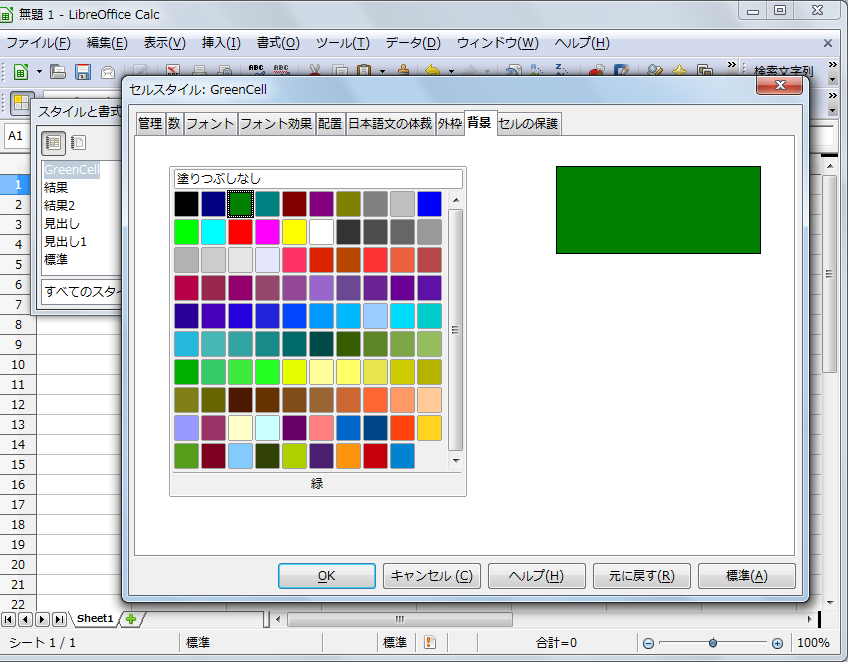 無題 1 - LibreOffice Calc
ファイル(F) 編集(E) 表示(V) 挿入(I) 書式(O) ツール(T) データ(D) ウィンドウ(W) ヘルプ(H)
検索文字列
スタイルと書式
セルスタイル: GreenCell
管理 数 フォント フォント効果 配置 日本語文の体裁 外枠 背景 セルの保護
A1
GreenCell
結果
結果2
見出し
見出し1
標準
すべてのスタイ
塗りつぶしなし
緑
OK キャンセル (C) ヘルプ(H) 元に戻す(R) 標準(A)
1
2
3
4
5
6
7
8
9
10
11
12
13
14
15
16
17
18
19
20
21
22
Sheet1
シート 1 / 1 標準 標準 合計=0 100%